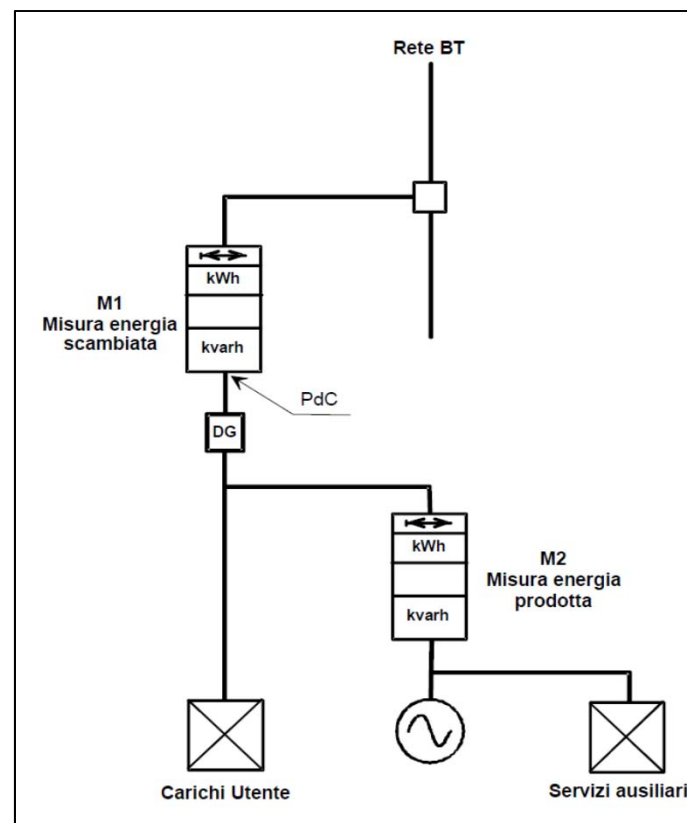 Rete BT
kWh
kvarh
M1
Misura energia
scambiata
PdC
DG
kWh
kvarh
M2
Misura energia
prodotta
Carichi Utente
Servizi ausiliari